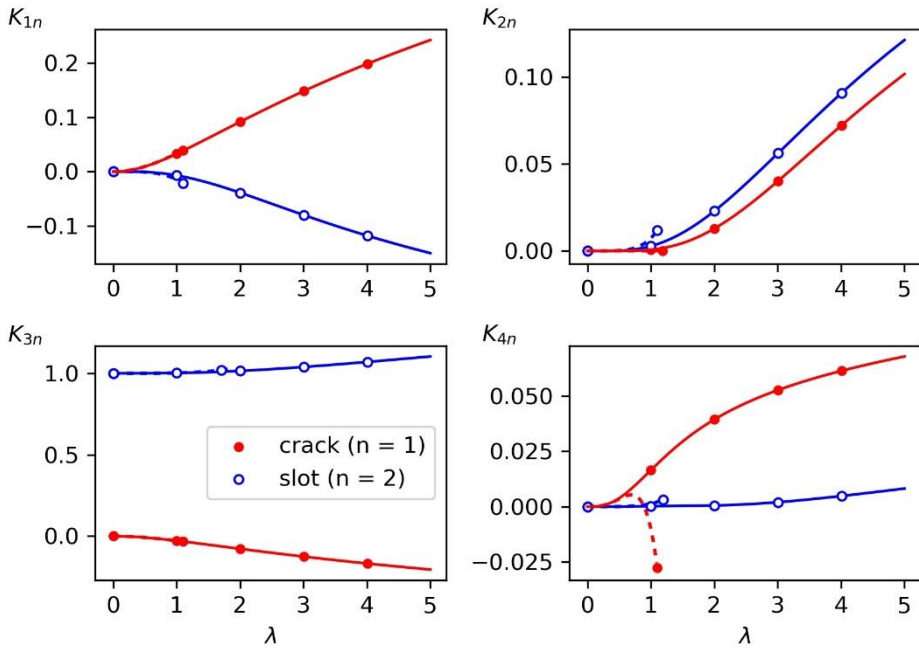 K1n K2n
0.2
0.1
0.0
−0.1
0 1 2 3 4 5
0.10
0.05
0.00
0 1 2 3 4 5
K3n K4n
1.0
0.5
0.0
crack (n = 1)
slot (n = 2)
0 1 2 3 4 5
λ
0.050
0.025
0.000
−0.025
0 1 2 3 4 5
λ